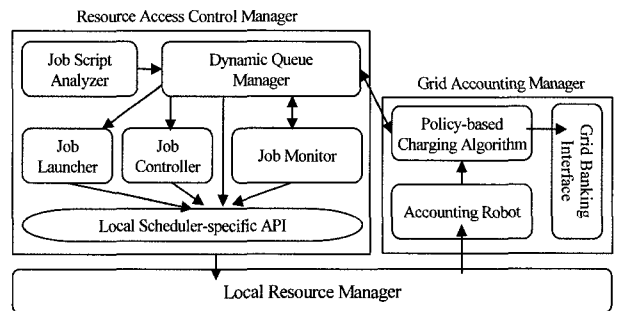 Resource Access Control Manager
Job Script
Analyzer
Dynamic Queue
Manager
Job
Launcher
Job
Controller
Job Monitor
Local Scheduler-specific API
Grid Accounting Manager
Policy-based
Charging Algorithm
Accounting Robot
Grid Banking
Interface
Local Resource Manager